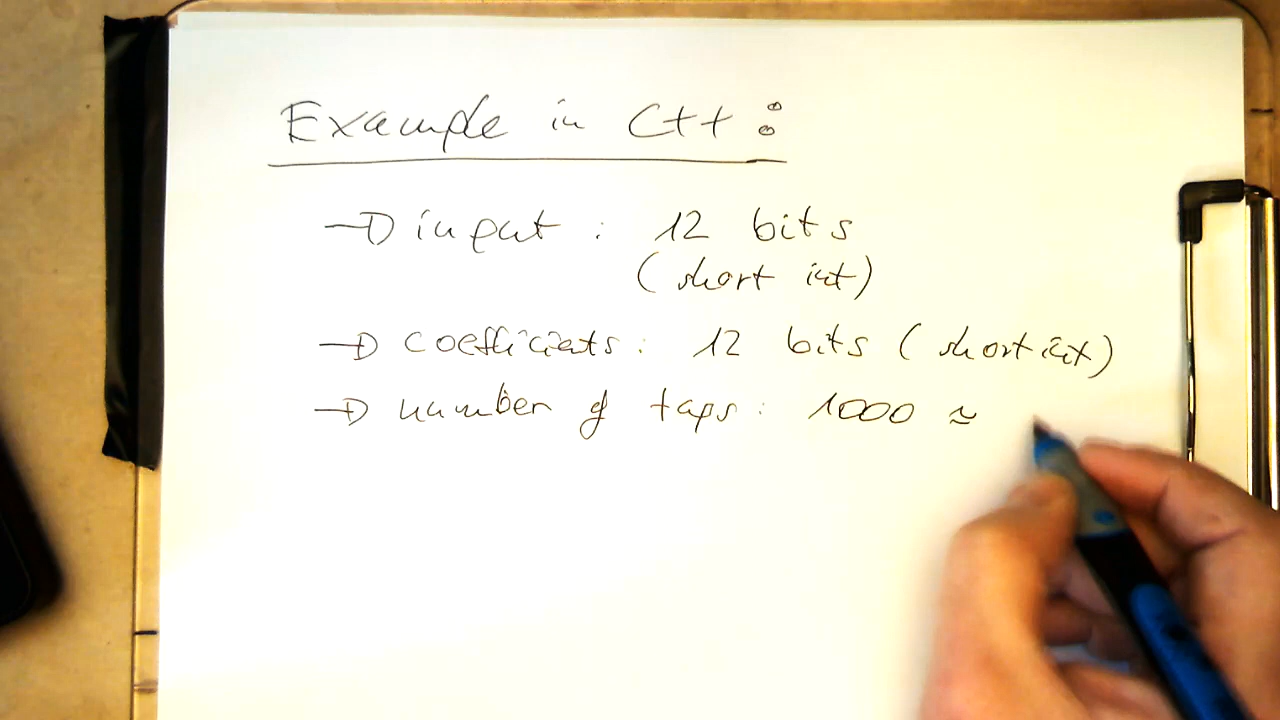 Example in C++:
→ input : 12 bits
(short int)
→ coefficients : 12 bits (short int)
→ number of taps : 1000 ≈